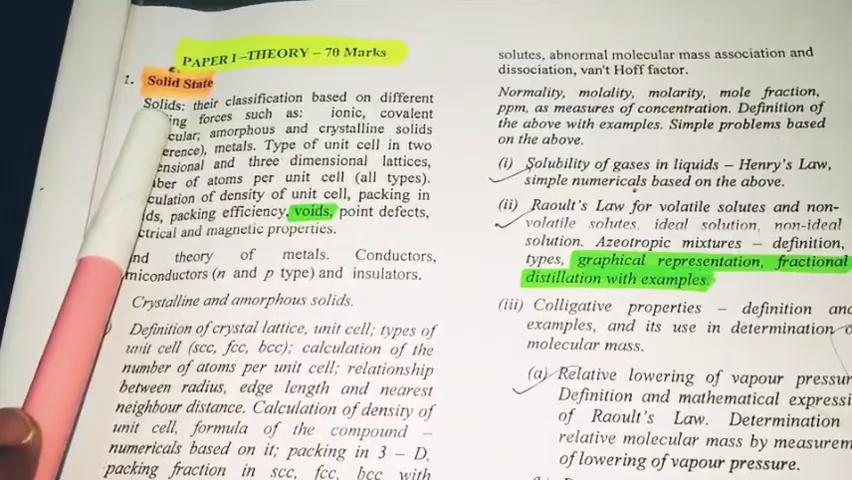 PAPER I –THEORY – 70 Marks
1. Solid State
Solids: their classification based on different
forces such as: ionic, covalent
amorphous and crystalline solids
metals. Type of unit cell in two
and three dimensional lattices,
of atoms per unit cell (all types).
of density of unit cell, packing in
packing efficiency, voids, point defects,
and magnetic properties.
theory of metals. Conductors,
(n and p type) and insulators.
Crystalline and amorphous solids.
Definition of crystal lattice, unit cell; types of
unit cell (scc, fcc, bcc); calculation of the
number of atoms per unit cell; relationship
between radius, edge length and nearest
neighbour distance. Calculation of density of
unit cell, formula of the compound –
numericals based on it; packing in 3 – D,
packing fraction in scc, fcc, bcc with
solutes, abnormal molecular mass association and
dissociation, van't Hoff factor.
Normality, molality, molarity, mole fraction,
ppm, as measures of concentration. Definition of
the above with examples. Simple problems based
on the above.
(i) Solubility of gases in liquids – Henry's Law,
simple numericals based on the above.
(ii) Raoult's Law for volatile solutes and non-
volatile solutes, ideal solution, non-ideal
solution. Azeotropic mixtures – definition,
types, graphical representation, fractional
distillation with examples.
(iii) Colligative properties – definition and
examples, and its use in determination of
molecular mass.
(a) Relative lowering of vapour
Definition and mathematical
of Raoult's Law. Determination
relative molecular mass by
of lowering of vapour pressure.